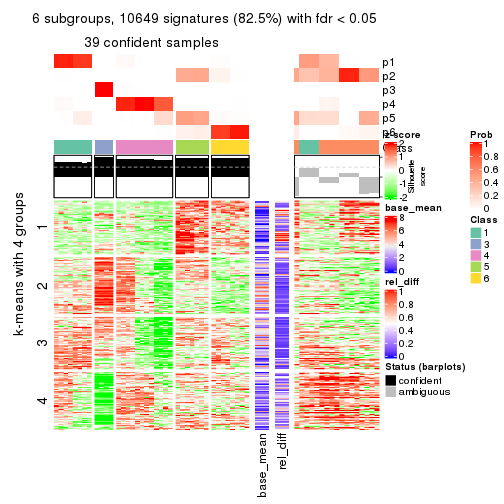 6 subgroups, 10649 signatures (82.5%) with fdr < 0.05
39 confident samples
p1
p2
p3
p4
p5
p6
Class
Silhouette
score
k-means with 4 groups
1
2
3
4
base_mean
rel_diff
z-score
2
1
0
-1
-2
base_mean
8
6
4
2
0
rel_diff
1
0.8
0.6
0.4
0.2
0
Status (barplots)
confident
ambiguous
Prob
1
0.8
0.6
0.4
0.2
0
Class
1
2
3
4
5
6